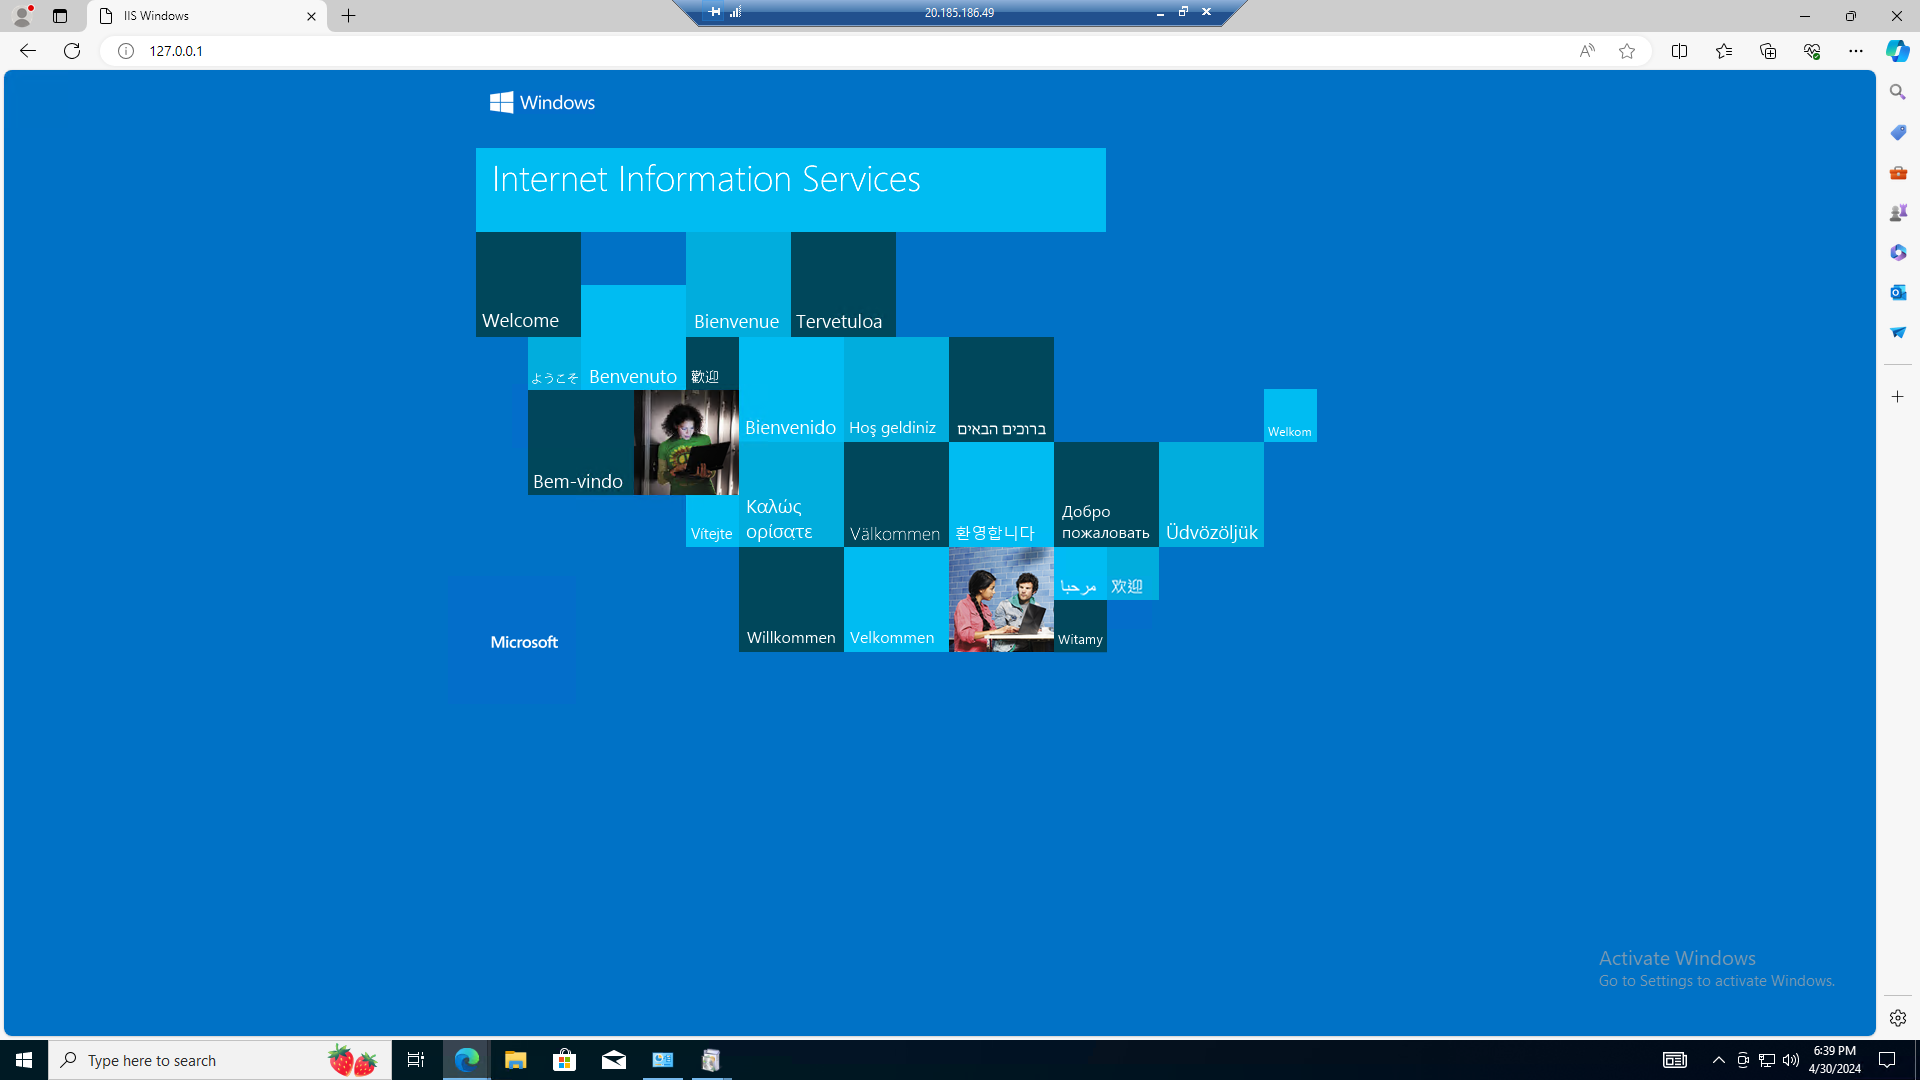 IIS Windows
20.185.186.49
127.0.0.1
Windows
Internet Information Services
Welcome
Bienvenue
Tervetuloa
ようこそ
Benvenuto
歡迎
Bienvenido
Hoş geldiniz
ברוכים הבאים
Welkom
Bem-vindo
Vítejte
Καλώς
ορίσατε
Välkommen
환영합니다
Добро
пожаловать
Üdvözöljük
Willkommen
Velkommen
مرحبا
欢迎
Witamy
Microsoft
Activate Windows
Go to Settings to activate Windows.
Type here to search
6:39 PM
4/30/2024